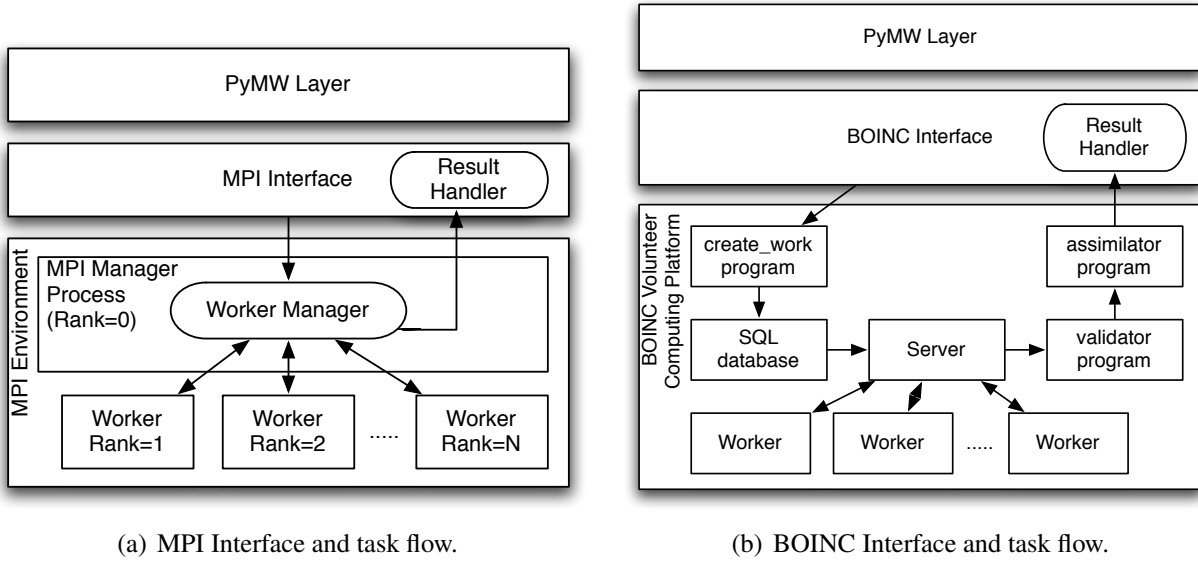 PyMW Layer
MPI Interface
Result
Handler
MPI Environment
MPI Manager
Process
(Rank=0)
Worker Manager
Worker
Rank=1
Worker
Rank=2
.....
Worker
Rank=N
(a) MPI Interface and task flow.
PyMW Layer
BOINC Interface
Result
Handler
BOINC Volunteer
Computing Platform
create_work
program
assimilator
program
SQL
database
Server
validator
program
Worker
Worker
.....
Worker
(b) BOINC Interface and task flow.